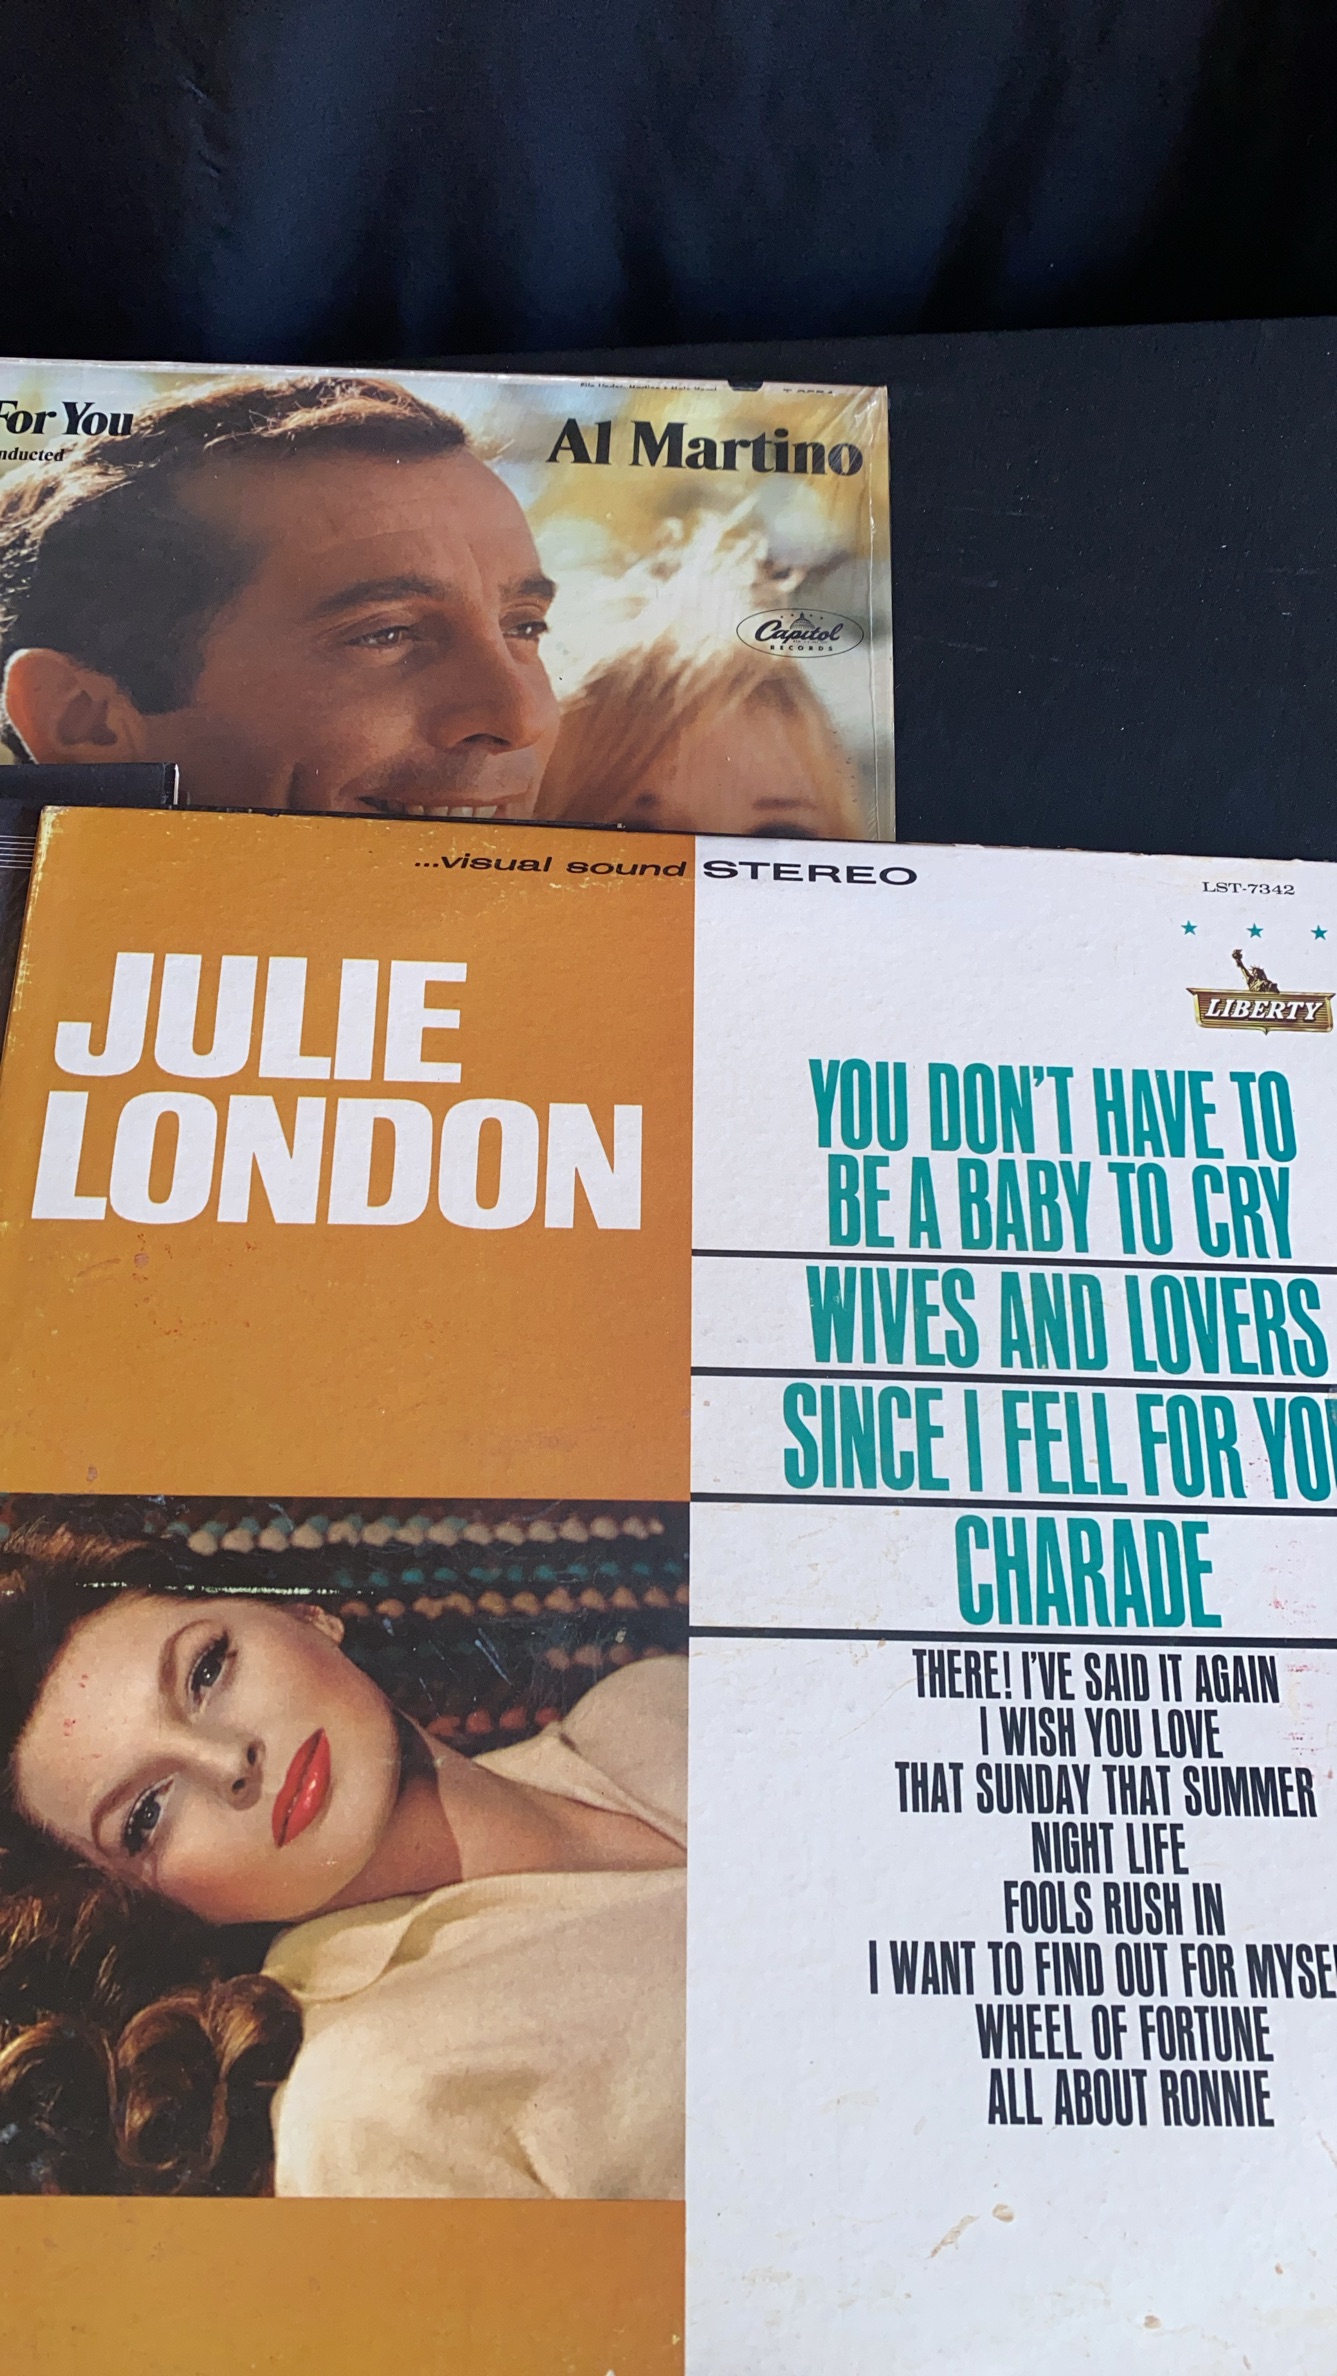 For You
nducted
Al Martino
Capitol
RECORDS
...visual sound STEREO
LST-7342
LIBERTY
JULIE
LONDON
YOU DON'T HAVE TO
BE A BABY TO CRY
WIVES AND LOVERS
SINCE I FELL FOR YOU
CHARADE
THERE! I'VE SAID IT AGAIN
I WISH YOU LOVE
THAT SUNDAY THAT SUMMER
NIGHT LIFE
FOOLS RUSH IN
I WANT TO FIND OUT FOR MYSEL
WHEEL OF FORTUNE
ALL ABOUT RONNIE